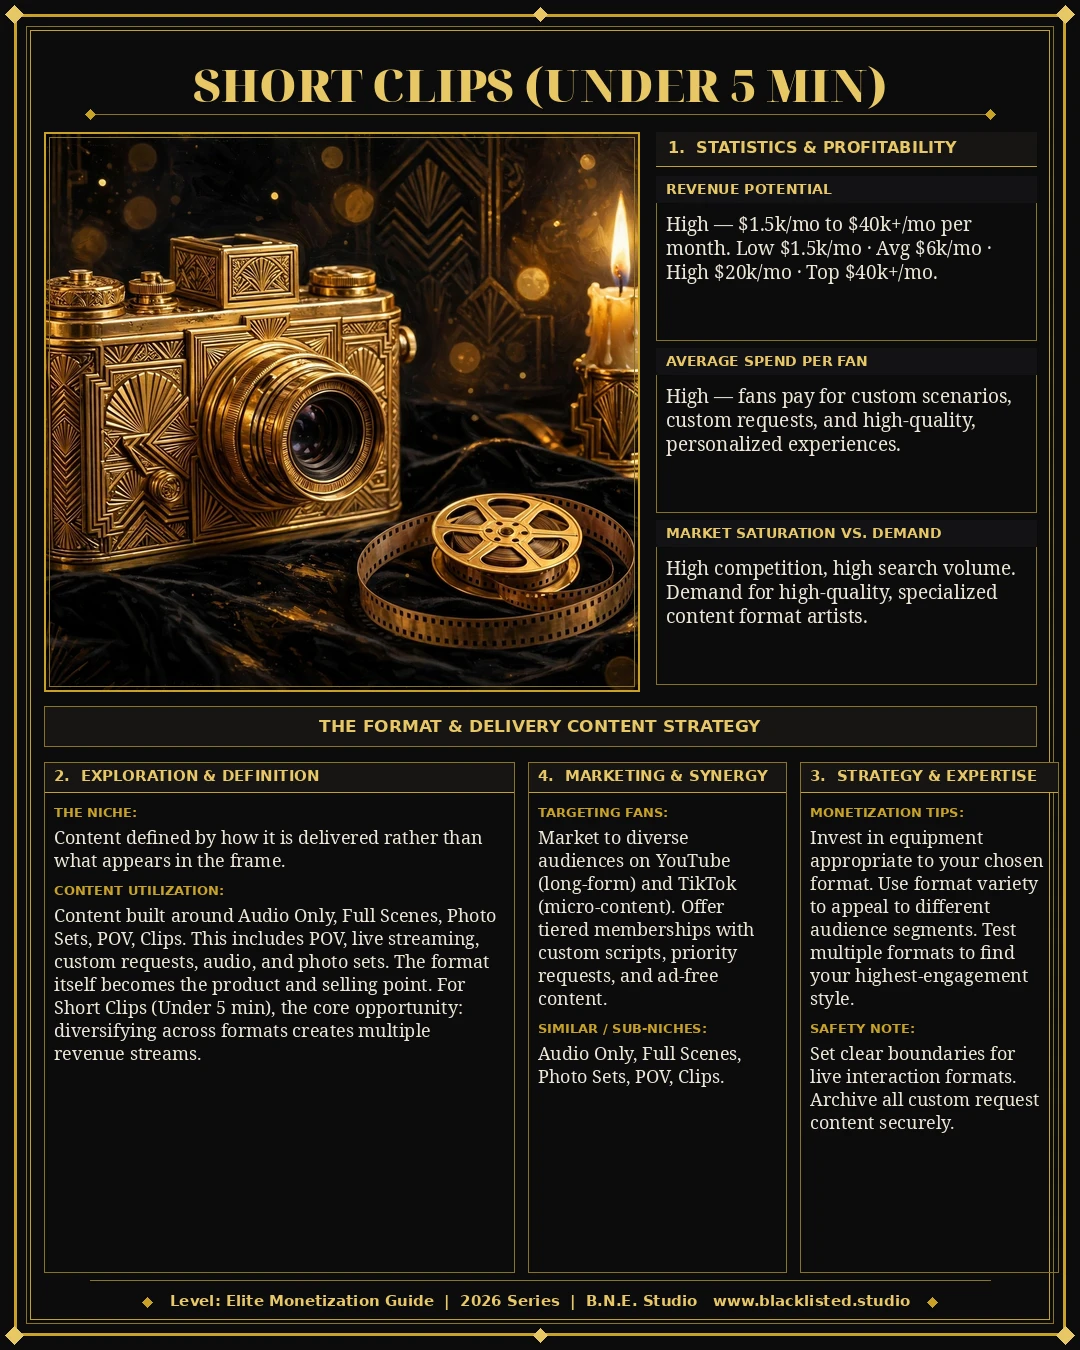 SHORT CLIPS (UNDER 5 MIN)
1. STATISTICS & PROFITABILITY
REVENUE POTENTIAL
High — $1.5k/mo to $40k+/mo per
month. Low $1.5k/mo · Avg $6k/mo ·
High $20k/mo · Top $40k+/mo.
AVERAGE SPEND PER FAN
High — fans pay for custom scenarios,
custom requests, and high-quality,
personalized experiences.
MARKET SATURATION VS. DEMAND
High competition, high search volume.
Demand for high-quality, specialized
content format artists.
THE FORMAT & DELIVERY CONTENT STRATEGY
2. EXPLORATION & DEFINITION
THE NICHE:
Content defined by how it is delivered rather than
what appears in the frame.
CONTENT UTILIZATION:
Content built around Audio Only, Full Scenes, Photo
Sets, POV, Clips. This includes POV, live streaming,
custom requests, audio, and photo sets. The format
itself becomes the product and selling point. For
Short Clips (Under 5 min), the core opportunity:
diversifying across formats creates multiple
revenue streams.
4. MARKETING & SYNERGY
TARGETING FANS:
Market to diverse
audiences on YouTube
(long-form) and TikTok
(micro-content). Offer
tiered memberships with
custom scripts, priority
requests, and ad-free
content.
SIMILAR / SUB-NICHES:
Audio Only, Full Scenes,
Photo Sets, POV, Clips.
3. STRATEGY & EXPERTISE
MONETIZATION TIPS:
Invest in equipment
appropriate to your chosen
format. Use format variety
to appeal to different
audience segments. Test
multiple formats to find
your highest-engagement
style.
SAFETY NOTE:
Set clear boundaries for
live interaction formats.
Archive all custom request
content securely.
Level: Elite Monetization Guide | 2026 Series | B.N.E. Studio www.blacklisted.studio